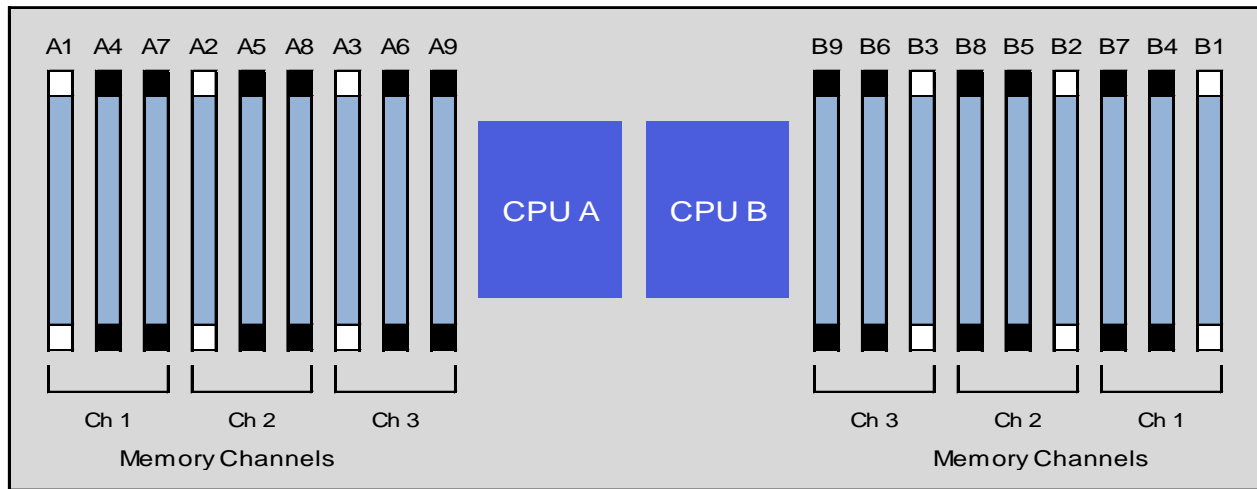 A1 A4 A7 A2 A5 A8 A3 A6 A9 B9 B6 B3 B8 B5 B2 B7 B4 B1
CPU A CPU B
Ch 1 Ch 2 Ch 3 Ch 3 Ch 2 Ch 1
Memory Channels Memory Channels